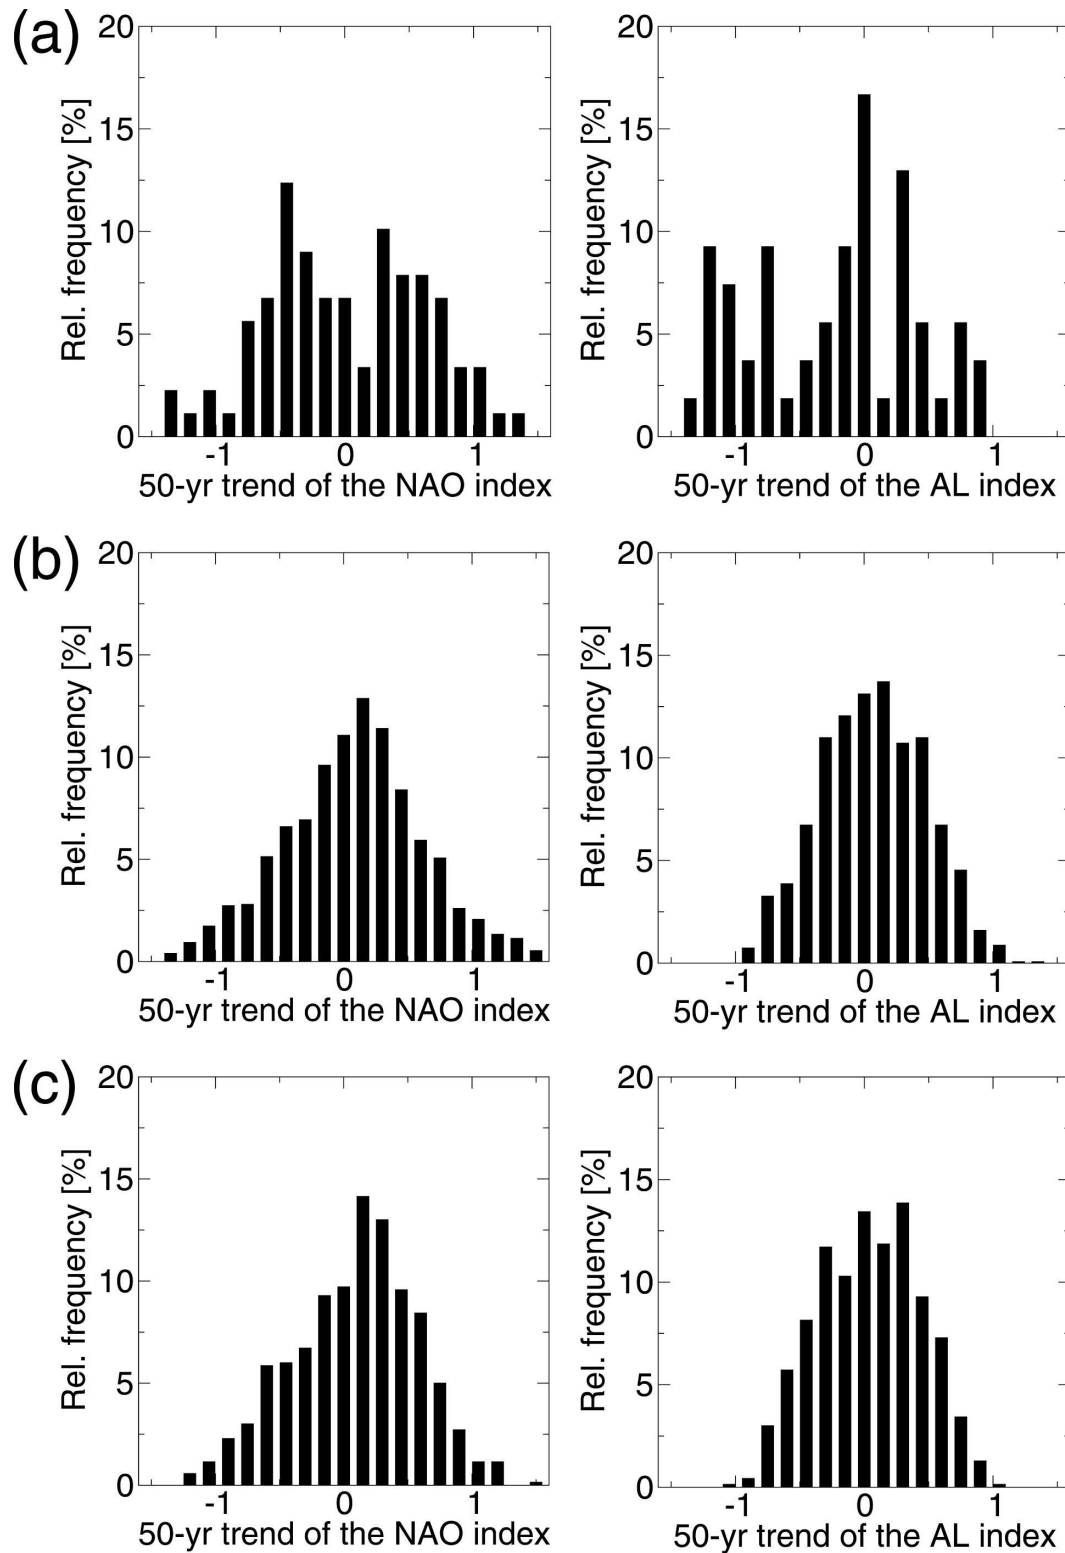 (a)
20
15
10
5
0
Rel. frequency [%]
-1 0 1
50-yr trend of the NAO index
20
15
10
5
0
Rel. frequency [%]
-1 0 1
50-yr trend of the AL index
(b)
20
15
10
5
0
Rel. frequency [%]
-1 0 1
50-yr trend of the NAO index
20
15
10
5
0
Rel. frequency [%]
-1 0 1
50-yr trend of the AL index
(c)
20
15
10
5
0
Rel. frequency [%]
-1 0 1
50-yr trend of the NAO index
20
15
10
5
0
Rel. frequency [%]
-1 0 1
50-yr trend of the AL index